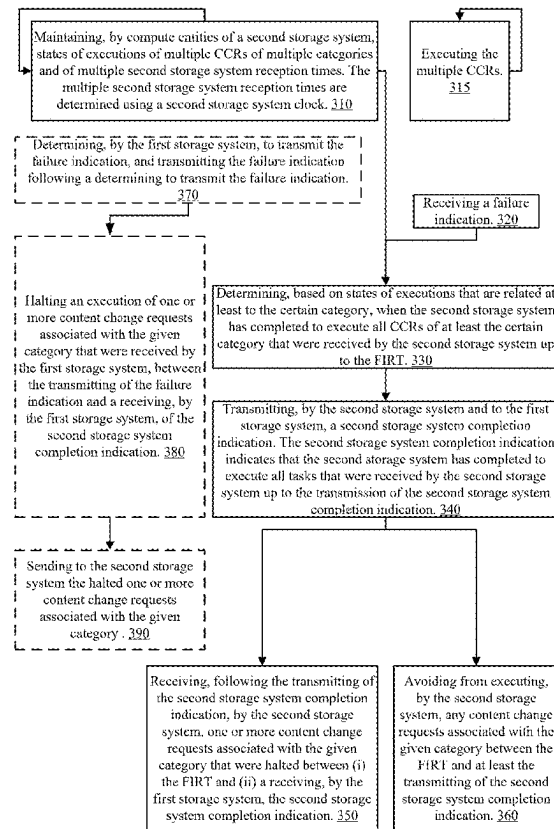 Maintaining, by compute entities of a second storage system,
states of executions of multiple CCRs of multiple categories
and of multiple second storage system reception times. The
multiple second storage system reception times are
determined using a second storage system clock. 310
Executing the
multiple CCRs.
315
Determining, by the first storage system, to transmit the
failure indication, and transmitting the failure indication
following a determining to transmit the failure indication.
370
Receiving a failure
indication. 320
Halting an execution of one or
more content change requests
associated with the given
category that were received by
the first storage system, between
the transmitting of the failure
indication and a receiving, by
the first storage system, of the
second storage system
completion indication. 380
Determining, based on states of executions that are related at
least to the certain category, when the second storage system
has completed to execute all CCRs of at least the certain
category that were received by the second storage system up
to the FIRT. 330
Transmitting, by the second storage system and to the first
storage system, a second storage system completion
indication. The second storage system completion indication
indicates that the second storage system has completed to
execute all tasks that were received by the second storage
system up to the transmission of the second storage system
completion indication. 340
Sending to the second storage
system the halted one or more
content change requests
associated with the given
category . 390
Receiving, following the transmitting of
the second storage system completion
indication, by the second storage
system, one or more content change
requests associated with the given
category that were halted between (i)
the FIRT and (ii) a receiving, by the
first storage system, the second storage
system completion indication. 350
Avoiding from executing,
by the second storage
system, any content change
requests associated with the
given category between the
FIRT and at least the
transmitting of the second
storage system completion
indication. 360